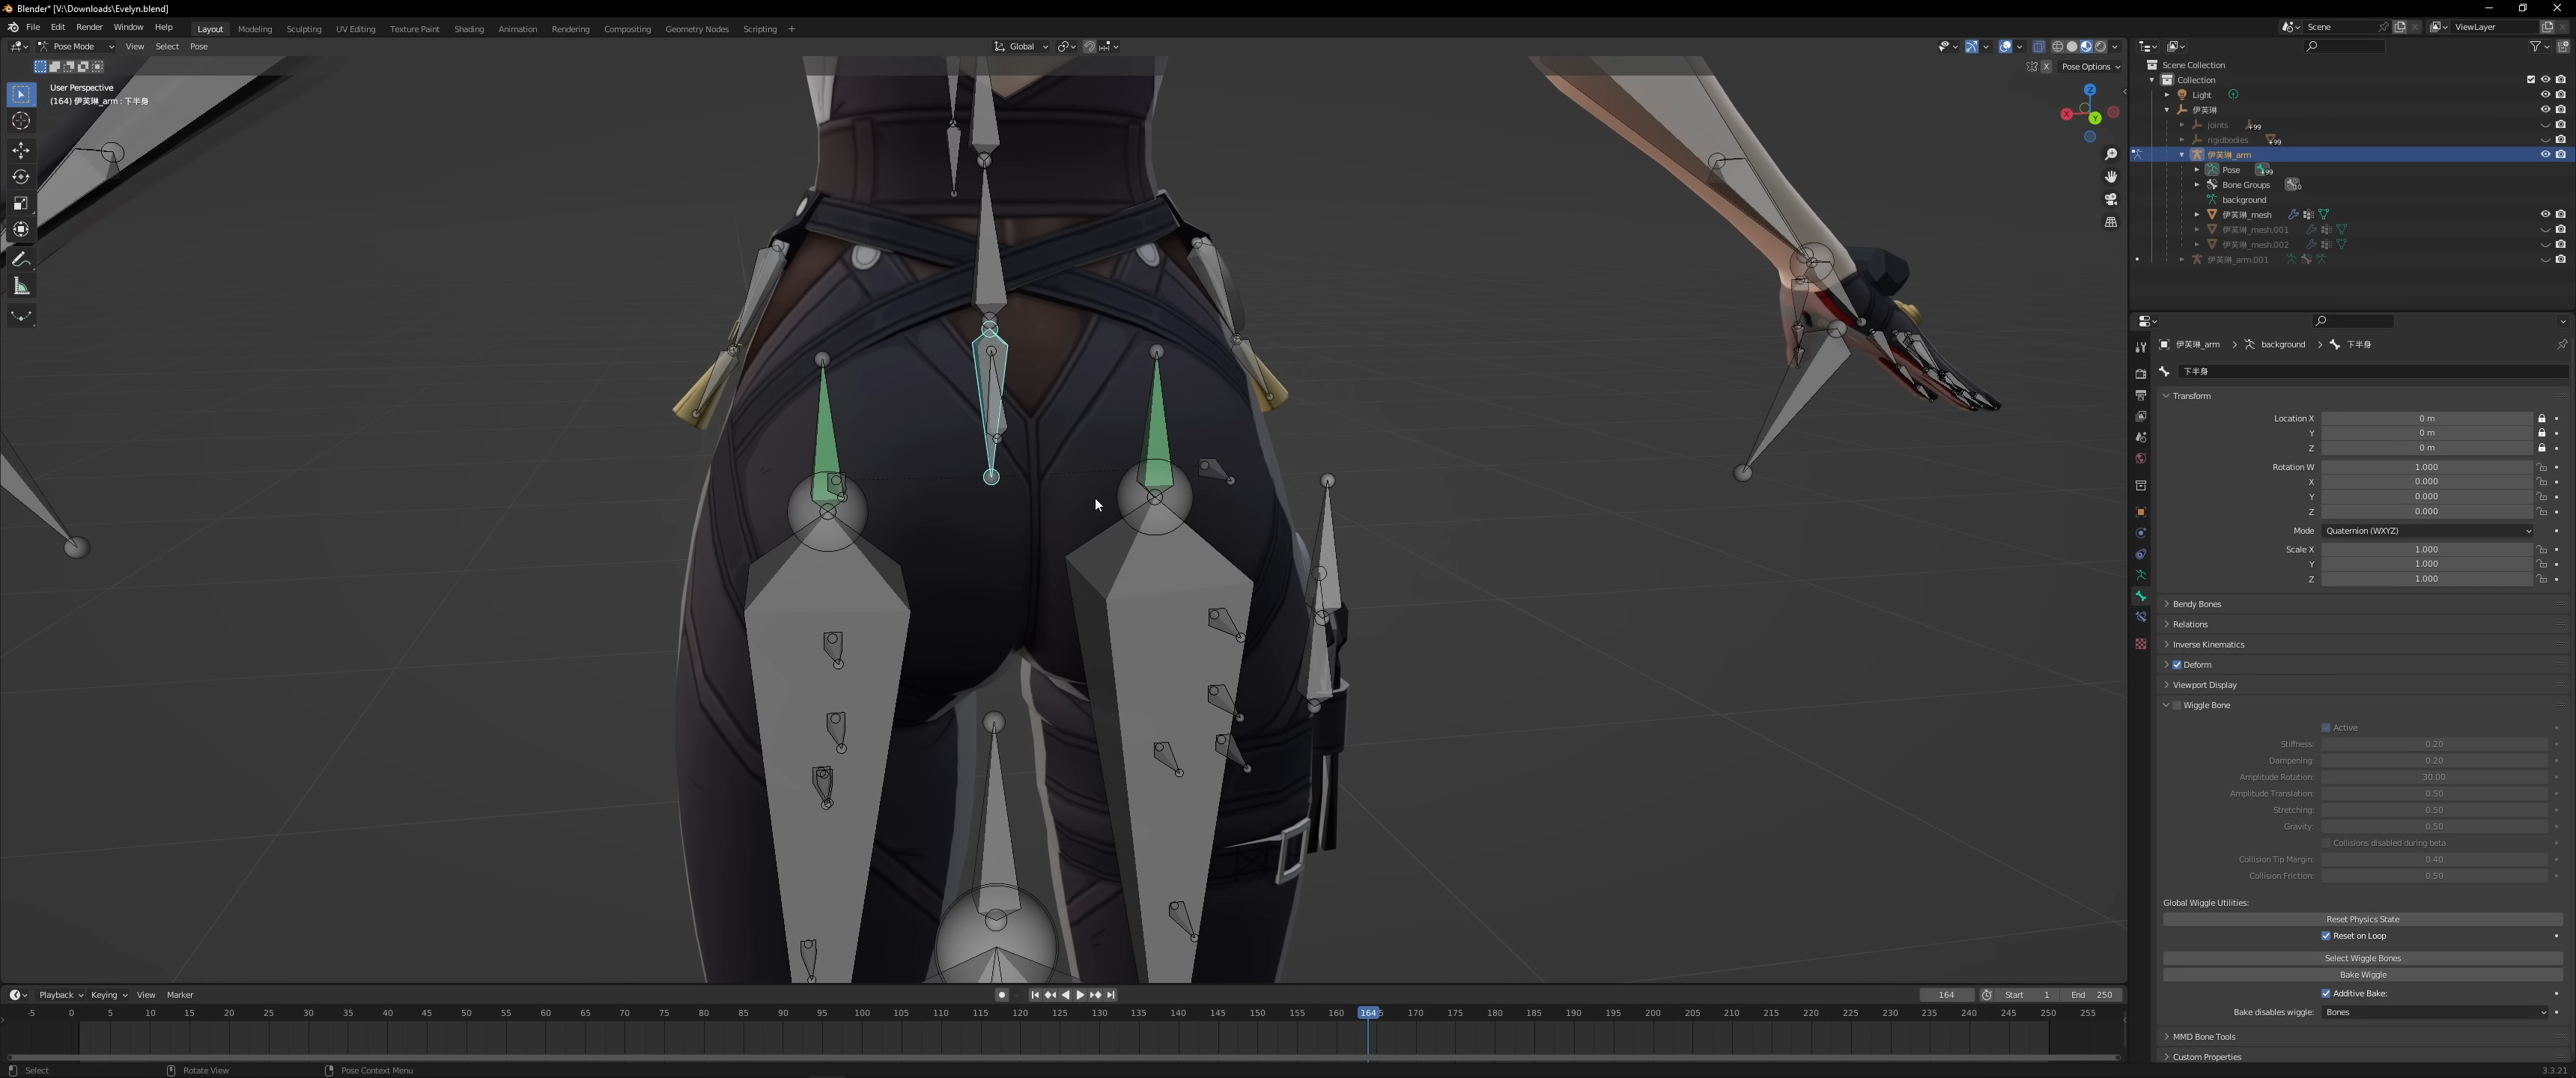 Blender* [V:\Downloads\Evelyn.blend]
File Edit Render Window Help Layout Modeling Sculpting UV Editing Texture Paint Shading Animation Rendering Compositing Geometry Nodes Scripting + Scene ViewLayer
Pose Mode View Select Pose Global
X Pose Options
User Perspective
(164) 伊芙琳_arm : 下半身
Z
X
Y
Scene Collection
Collection
Light
伊芙琳
joints +99
rigidbodies +99
伊芙琳_arm
Pose +99
Bone Groups 10
background
伊芙琳_mesh
伊芙琳_mesh.001
伊芙琳_mesh.002
伊芙琳_arm.001
伊芙琳_arm > background > 下半身
下半身
Transform
Location X 0 m
Y 0 m
Z 0 m
Rotation W 1.000
X 0.000
Y 0.000
Z 0.000
Mode Quaternion (WXYZ)
Scale X 1.000
Y 1.000
Z 1.000
Bendy Bones
Relations
Inverse Kinematics
Deform
Viewport Display
Wiggle Bone
Active
Stiffness: 0.20
Dampening: 0.20
Amplitude Rotation: 30.00
Amplitude Translation: 0.50
Stretching: 0.50
Gravity: 0.50
Collisions disabled during beta.
Collision Tip Margin: 0.40
Collision Friction: 0.50
Global Wiggle Utilities:
Reset Physics State
Reset on Loop
Select Wiggle Bones
Bake Wiggle
Additive Bake:
Bake disables wiggle: Bones
MMD Bone Tools
Custom Properties
Playback Keying View Marker 164 Start 1 End 250
-5 0 5 10 15 20 25 30 35 40 45 50 55 60 65 70 75 80 85 90 95 100 105 110 115 120 125 130 135 140 145 150 155 160 164 170 175 180 185 190 195 200 205 210 215 220 225 230 235 240 245 250 255
Select Rotate View Pose Context Menu 3.3.21